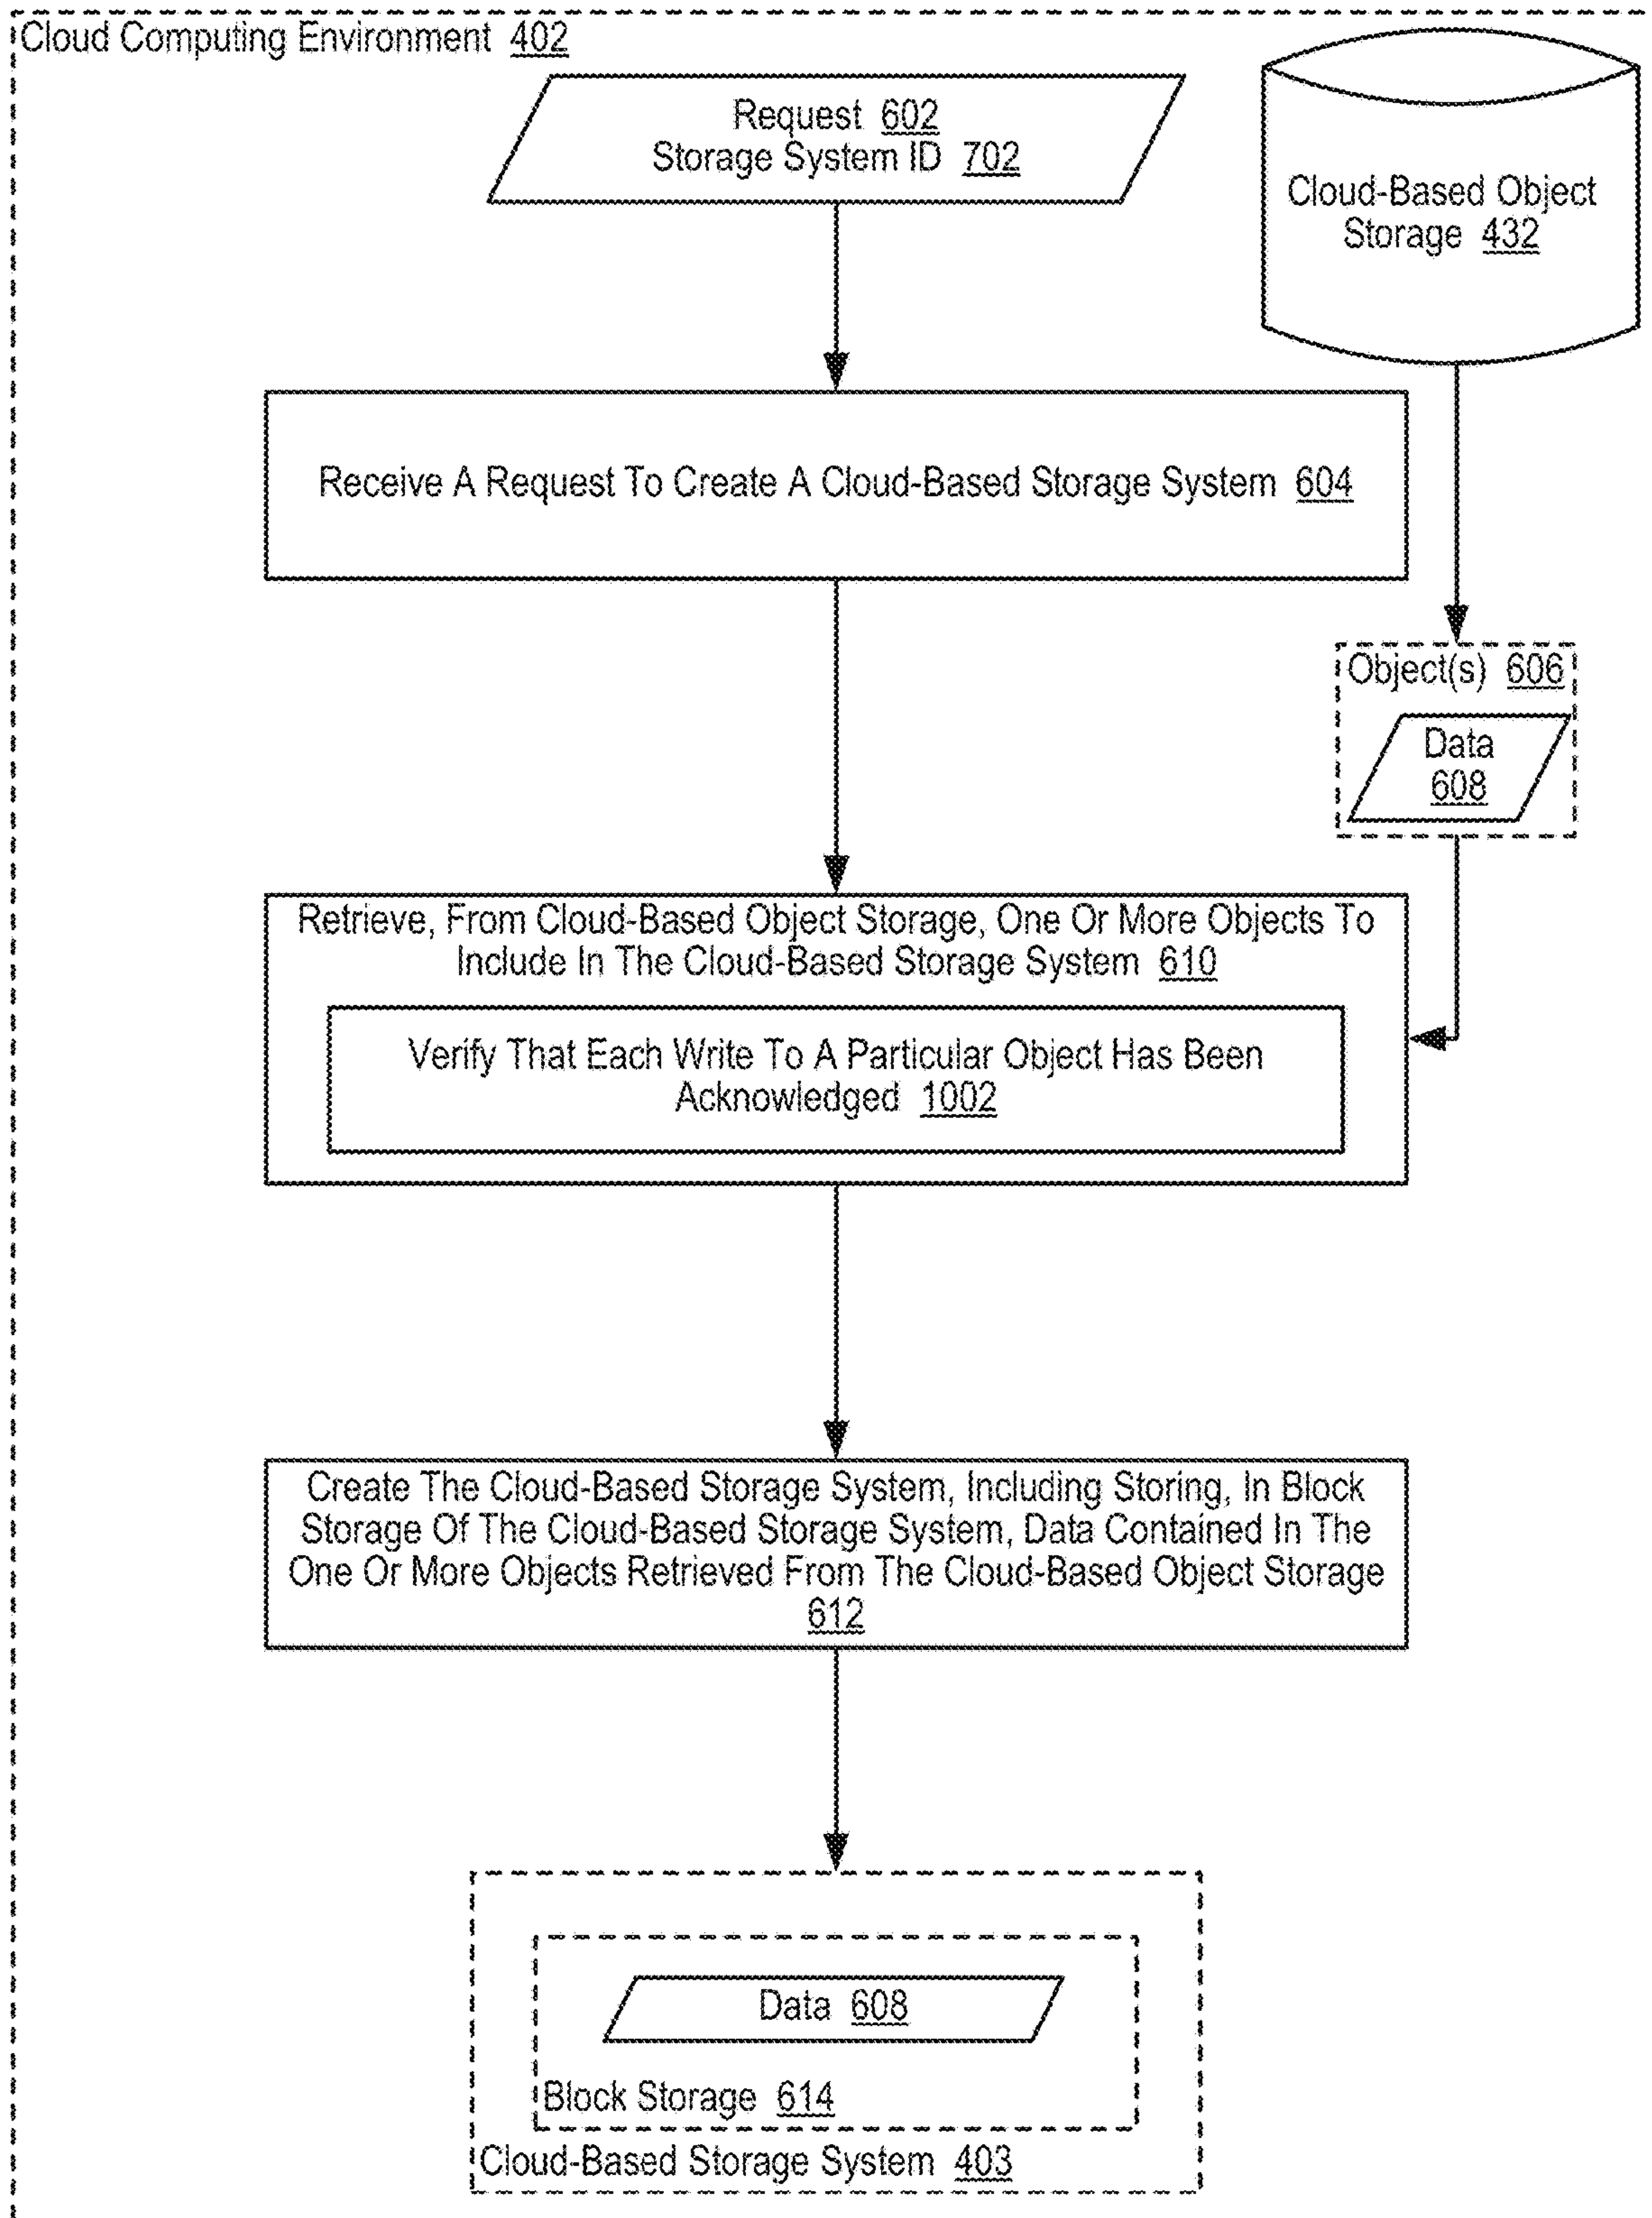 Cloud Computing Environment 402
Request 602
Storage System ID 702
Cloud-Based Object
Storage 432
Receive A Request To Create A Cloud-Based Storage System 604
Object(s) 606
Data
608
Retrieve, From Cloud-Based Object Storage, One Or More Objects To
Include In The Cloud-Based Storage System 610
Verify That Each Write To A Particular Object Has Been
Acknowledged 1002
Create The Cloud-Based Storage System, Including Storing, In Block
Storage Of The Cloud-Based Storage System, Data Contained In The
One Or More Objects Retrieved From The Cloud-Based Object Storage
612
Data 608
Block Storage 614
Cloud-Based Storage System 403